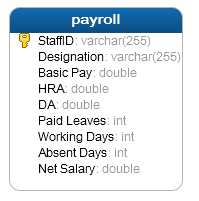 payroll
StaffID: varchar(255)
Designation: varchar(255)
Basic Pay: double
HRA: double
DA: double
Paid Leaves: int
Working Days: int
Absent Days: int
Net Salary: double